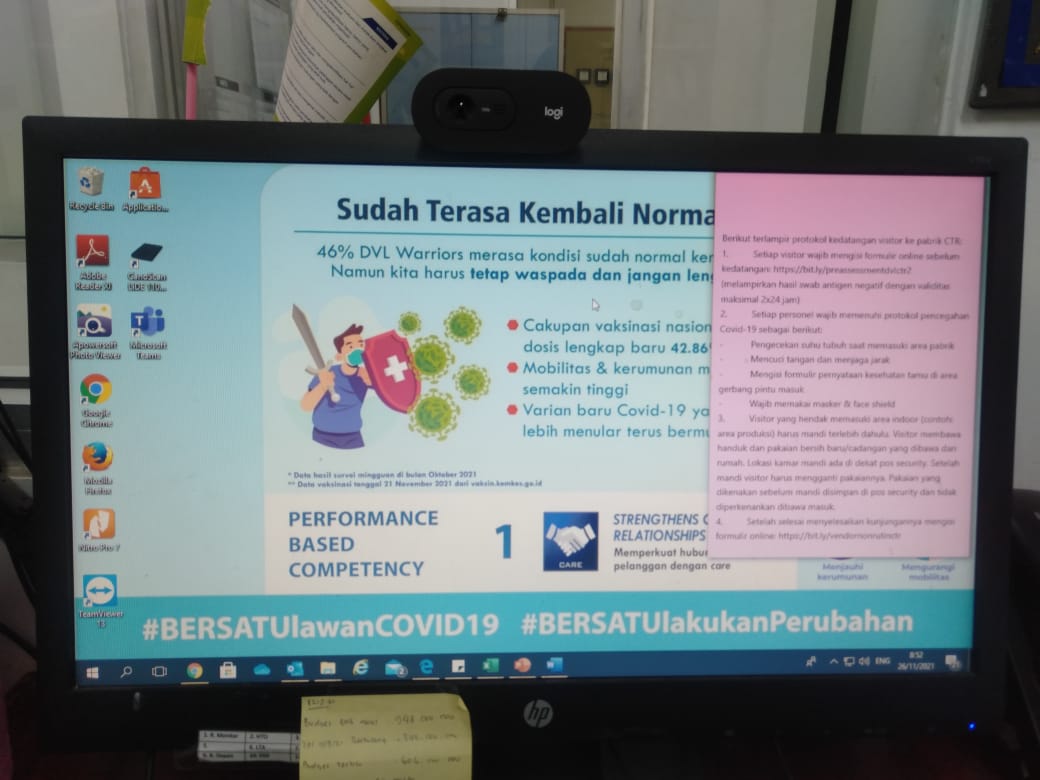 logi
Recycle Bin
Applicatio...
Adobe
Reader XI
CanoScan
LiDE 110...
Apowersoft
Photo Viewer
Microsoft
Teams
Google
Chrome
Mozilla
Firefox
Nitro Pro 7
TeamViewer
13
Sudah Terasa Kembali Norma
46% DVL Warriors merasa kondisi sudah normal ker
Namun kita harus tetap waspada dan jangan leng
Cakupan vaksinasi nasion
dosis lengkap baru 42.86
Mobilitas & kerumunan m
semakin tinggi
Varian baru Covid-19 ya
lebih menular terus bermu
* Data hasil survei mingguan di bulan Oktober 2021
** Data vaksinasi tanggal 21 November 2021 dari vaksin.kemkes.go.id
PERFORMANCE
BASED
COMPETENCY
1
CARE
STRENGTHENS C
RELATIONSHIPS
Memperkuat hubu
pelanggan dengan care
Berikut terlampir protokol kedatangan visitor ke pabrik CTR:
1. Setiap visitor wajib mengisi formulir online sebelum
kedatangan: https://bit.ly/preassessmentdvlctr2
(melampirkan hasil swab antigen negatif dengan validitas
maksimal 2x24 jam)
2. Setiap personel wajib memenuhi protokol pencegahan
Covid-19 sebagai berikut:
- Pengecekan suhu tubuh saat memasuki area pabrik
- Mencuci tangan dan menjaga jarak
- Mengisi formulir pernyataan kesehatan tamu di area
gerbang pintu masuk
- Wajib memakai masker & face shield
3. Visitor yang hendak memasuki area indoor (contoh:
area produksi) harus mandi terlebih dahulu. Visitor membawa
handuk dan pakaian bersih baru/cadangan yang dibawa dari
rumah. Lokasi kamar mandi ada di dekat pos security. Setelah
mandi visitor harus mengganti pakaiannya. Pakaian yang
dikenakan sebelum mandi disimpan di pos security dan tidak
diperkenankan dibawa masuk.
4. Setelah selesai menyelesaikan kunjungannya mengisi
formulir online: https://bit.ly/vendornonrutinctr
Menjauhi
kerumunan
Mengurangi
mobilitas
#BERSATUlawanCOVID19 #BERSATUlakukanPerubahan
ENG
8:52
26/11/2021
hp